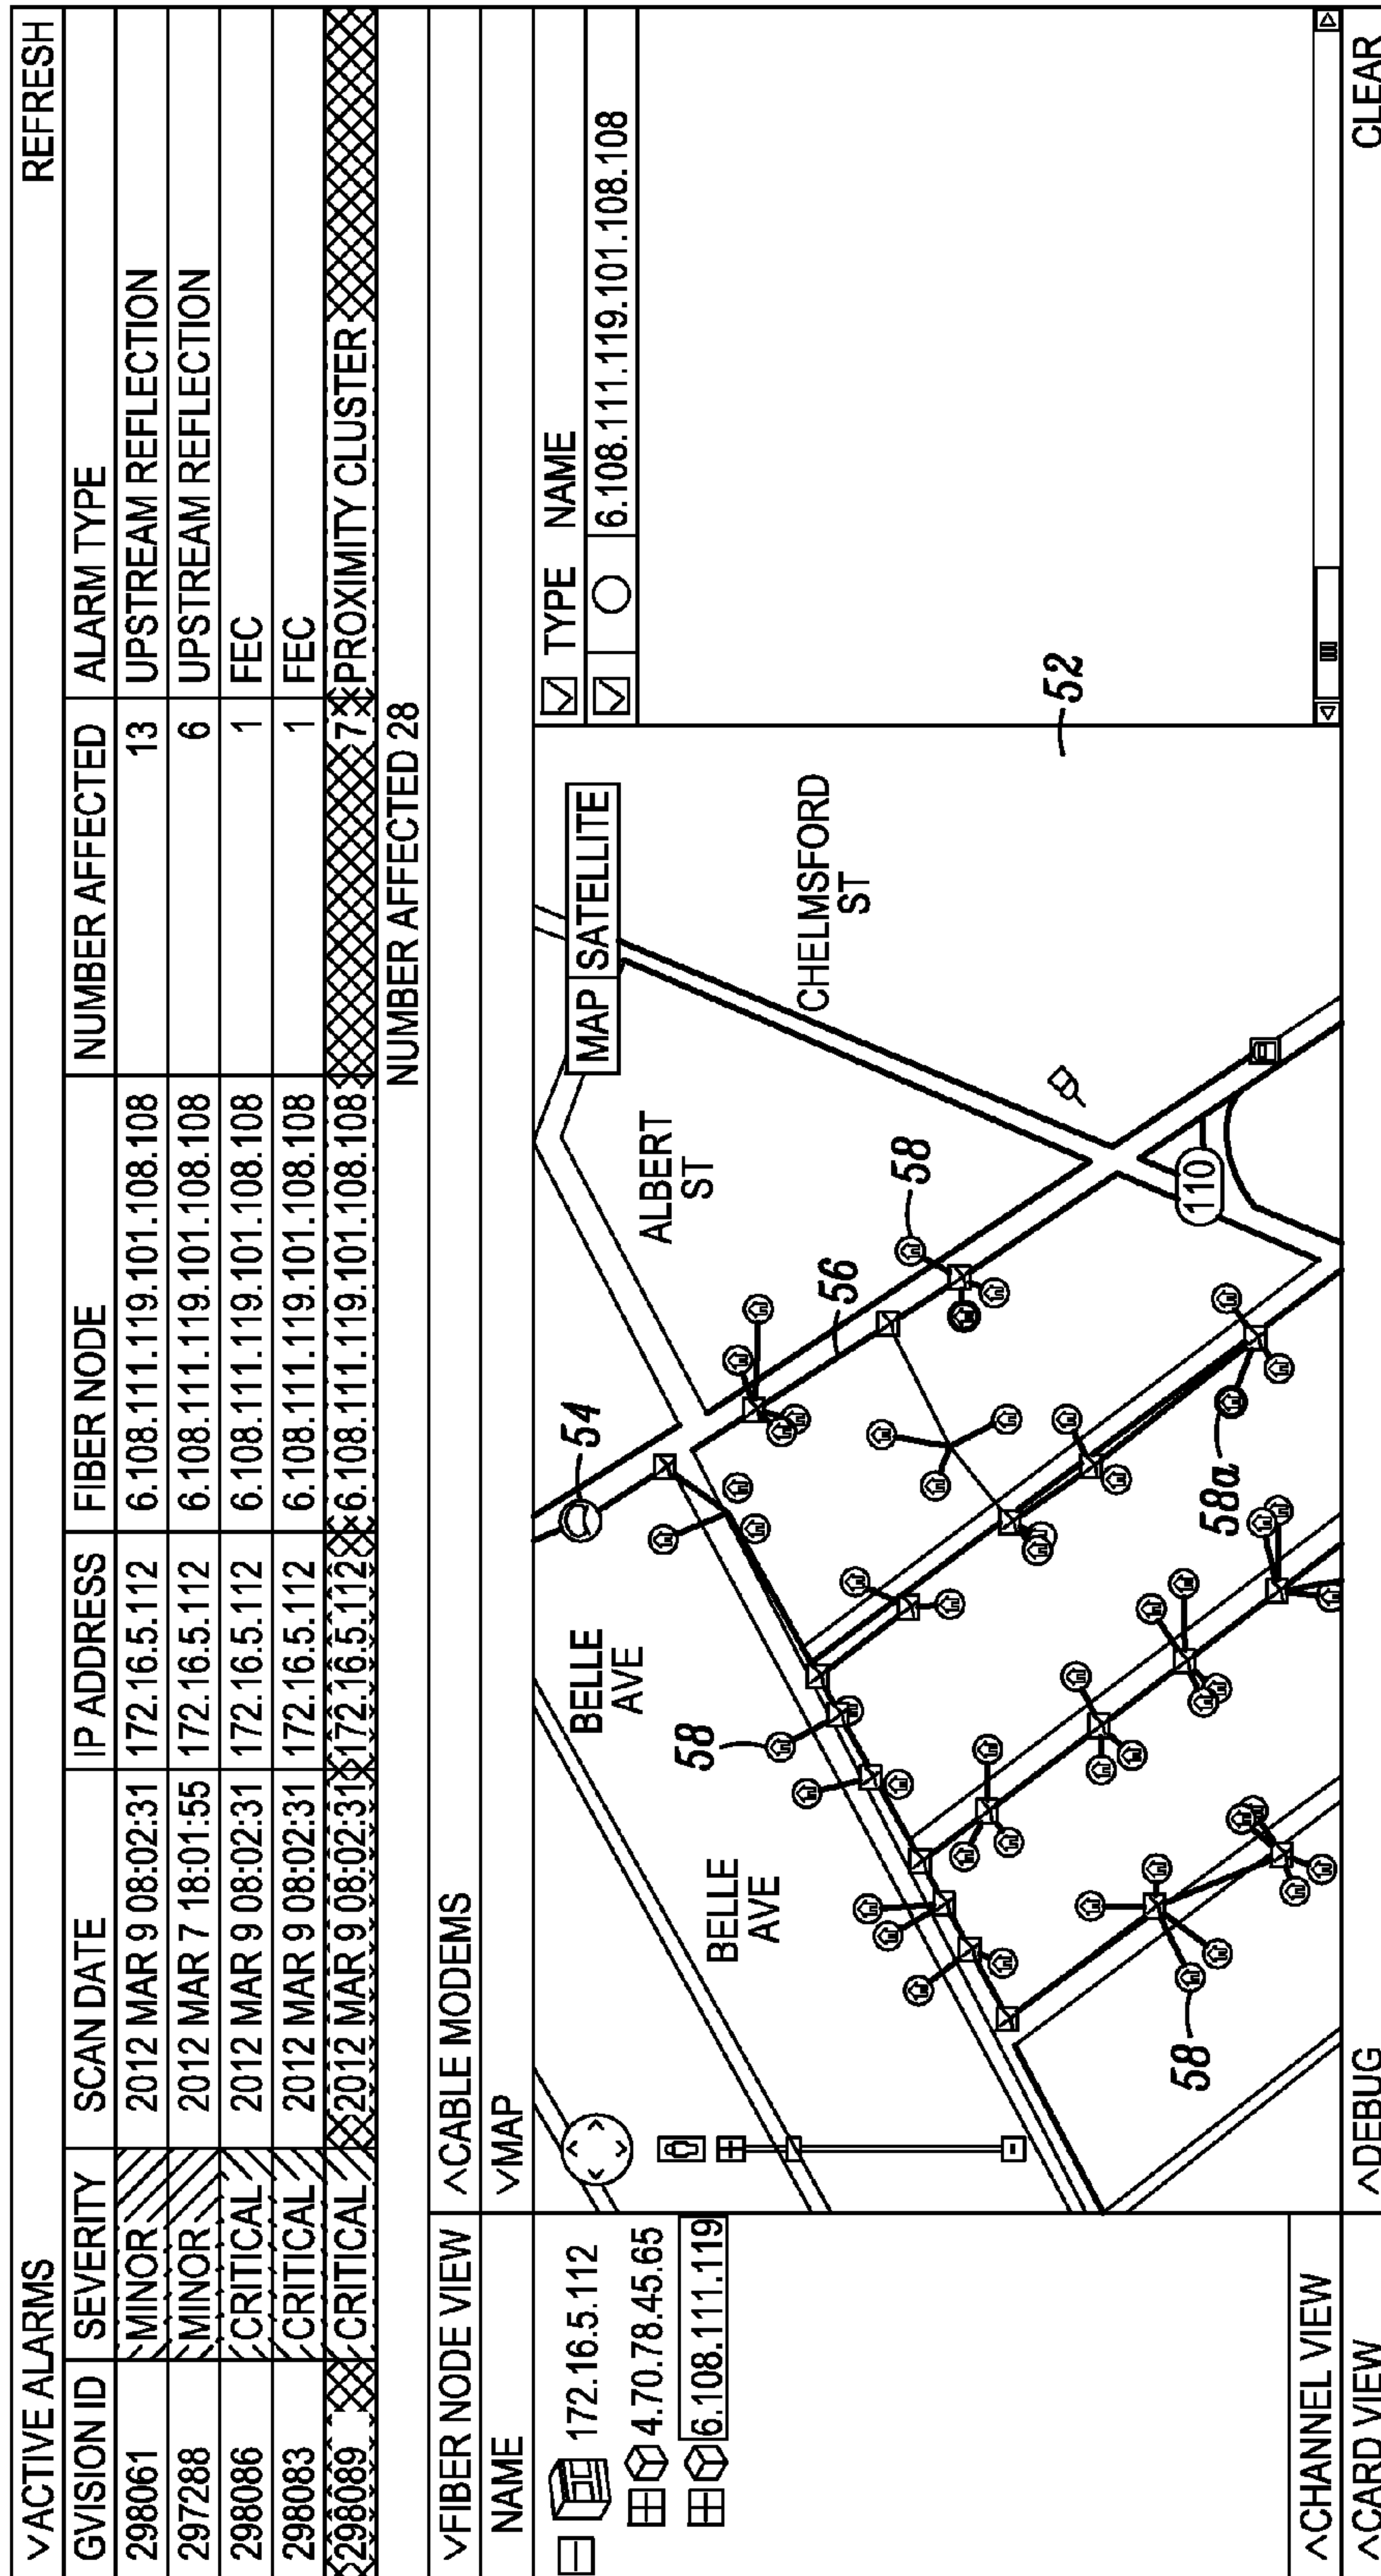 ACTIVE ALARMS REFRESH
GVISION ID SEVERITY SCAN DATE IP ADDRESS FIBER NODE NUMBER AFFECTED ALARM TYPE
298061 MINOR 2012 MAR 9 08:02:31 172.16.5.112 6.108.111.119.101.108.108 13 UPSTREAM REFLECTION
297288 MINOR 2012 MAR 7 18:01:55 172.16.5.112 6.108.111.119.101.108.108 6 UPSTREAM REFLECTION
298086 CRITICAL 2012 MAR 9 08:02:31 172.16.5.112 6.108.111.119.101.108.108 1 FEC
298083 CRITICAL 2012 MAR 9 08:02:31 172.16.5.112 6.108.111.119.101.108.108 1 FEC
298089 CRITICAL 2012 MAR 9 08:02:31 172.16.5.112 6.108.111.119.101.108.108 7 PROXIMITY CLUSTER
NUMBER AFFECTED 28
FIBER NODE VIEW
NAME
172.16.5.112
4.70.78.45.65
6.108.111.119
CHANNEL VIEW
CARD VIEW
CABLE MODEMS
MAP
MAP SATELLITE
54
BELLE
AVE
ALBERT
ST
58
BELLE
AVE
56
58
CHELMSFORD
ST
58
58a
110
52
TYPE NAME
6.108.111.119.101.108.108
DEBUG CLEAR